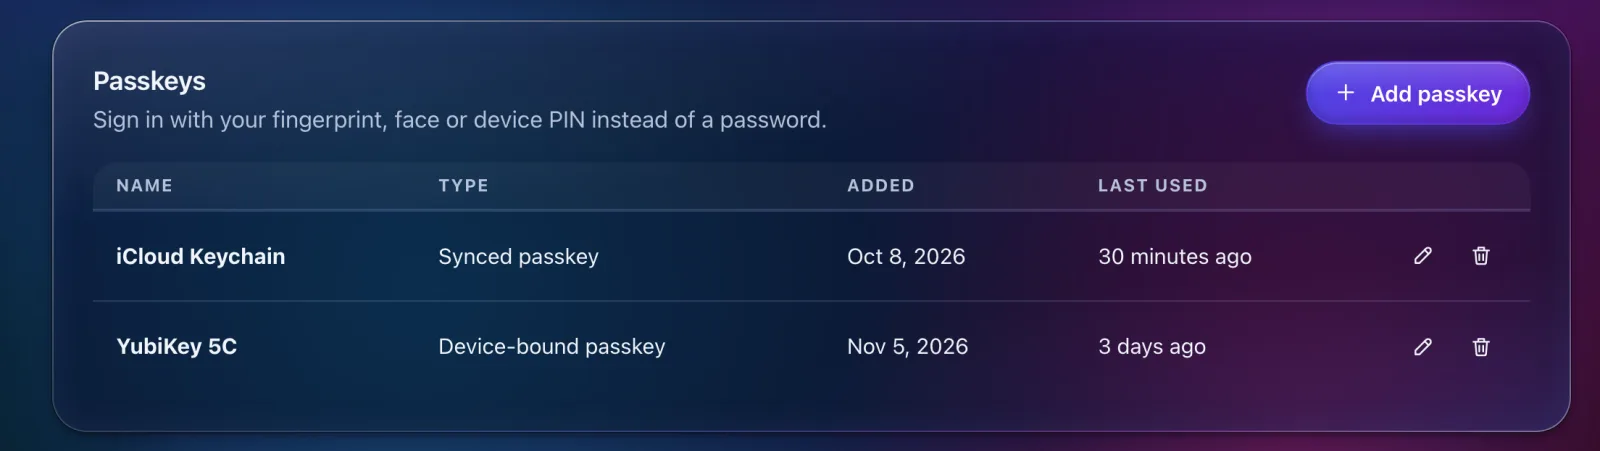 Passkeys
Sign in with your fingerprint, face or device PIN instead of a password.
+ Add passkey
NAME TYPE ADDED LAST USED
iCloud Keychain Synced passkey Oct 8, 2026 30 minutes ago
YubiKey 5C Device-bound passkey Nov 5, 2026 3 days ago